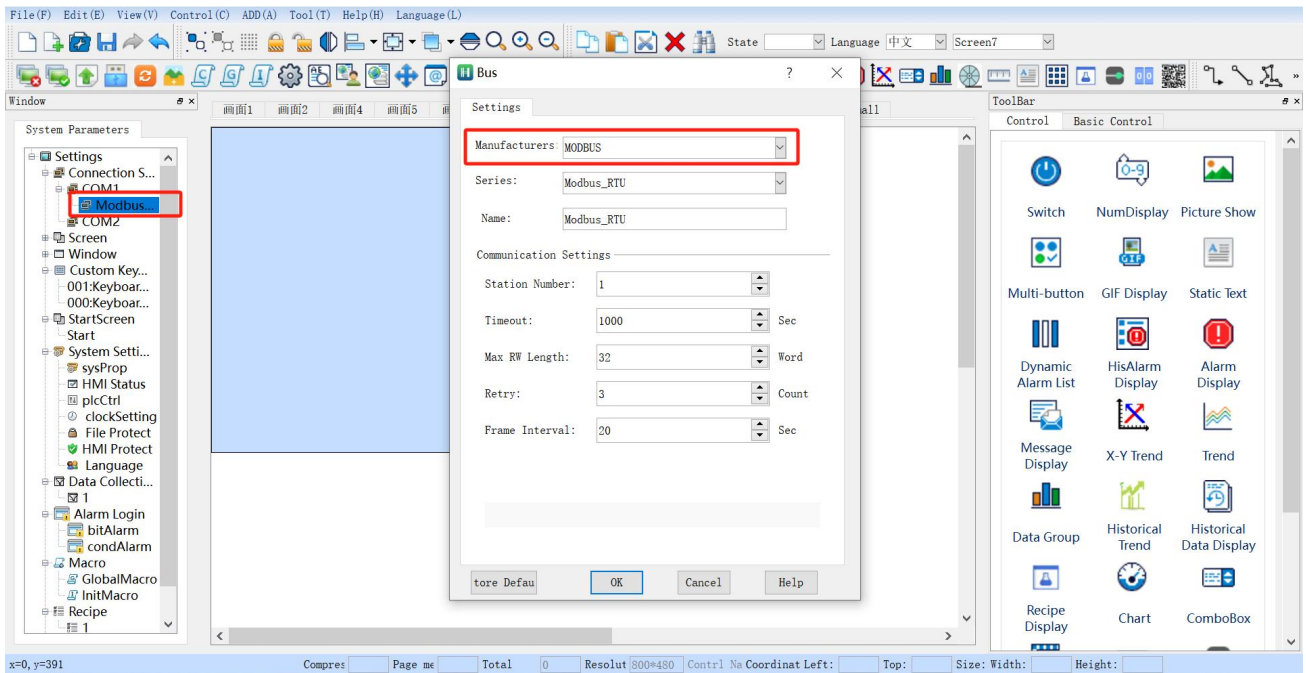 File(F) Edit(E) View(V) Control(C) ADD(A) Tool(T) Help(H) Language(L)
State Language 中文 Screen7
Window
System Parameters
Settings
Connection S...
COM1
Modbus...
COM2
Screen
Window
Custom Key...
001:Keyboar...
000:Keyboar...
StartScreen
Start
System Setti...
sysProp
HMI Status
plcCtrl
clockSetting
File Protect
HMI Protect
Language
Data Collecti...
1
Alarm Login
bitAlarm
condAlarm
Macro
GlobalMacro
InitMacro
Recipe
1
画面1 画面2 画面4 画面5
Bus ?
Settings
Manufacturers: MODBUS
Series: Modbus_RTU
Name: Modbus_RTU
Communication Settings
Station Number: 1
Timeout: 1000 Sec
Max RW Length: 32 Word
Retry: 3 Count
Frame Interval: 20 Sec
tore Defau OK Cancel Help
all
ToolBar
Control Basic Control
0-9
Switch NumDisplay Picture Show
GIF
Multi-button GIF Display Static Text
Dynamic Alarm List
HisAlarm Display
Alarm Display
Message Display
X-Y Trend
Trend
Data Group
Historical Trend
Historical Data Display
Recipe Display
Chart
ComboBox
x=0, y=391 Compres Page me Total 0 Resolut 800*480 Contrl Na Coordinat Left: Top: Size: Width: Height: